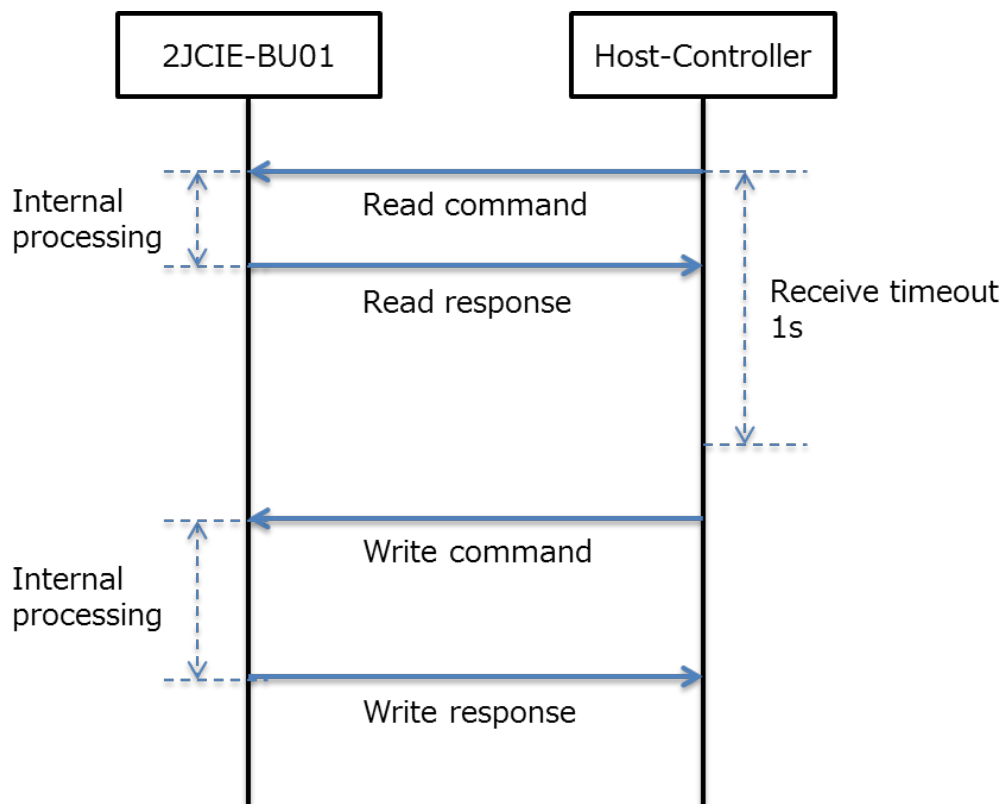 2JCIE-BU01
Host-Controller
Internal
processing
Read command
Read response
Receive timeout
1s
Internal
processing
Write command
Write response